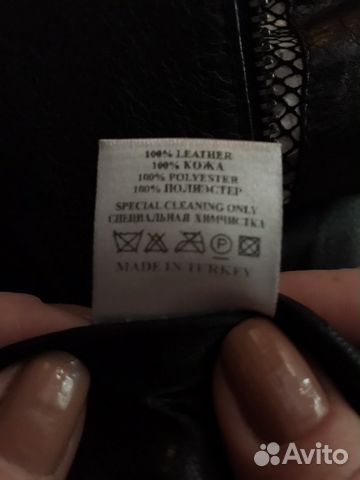 100% LEATHER
100% КОЖА
100% POLYESTER
100% ПОЛИЭСТЕР
SPECIAL CLEANING ONLY
СПЕЦИАЛЬНАЯ ХИМЧИСТКА
P
MADE IN TURKEY
Avito